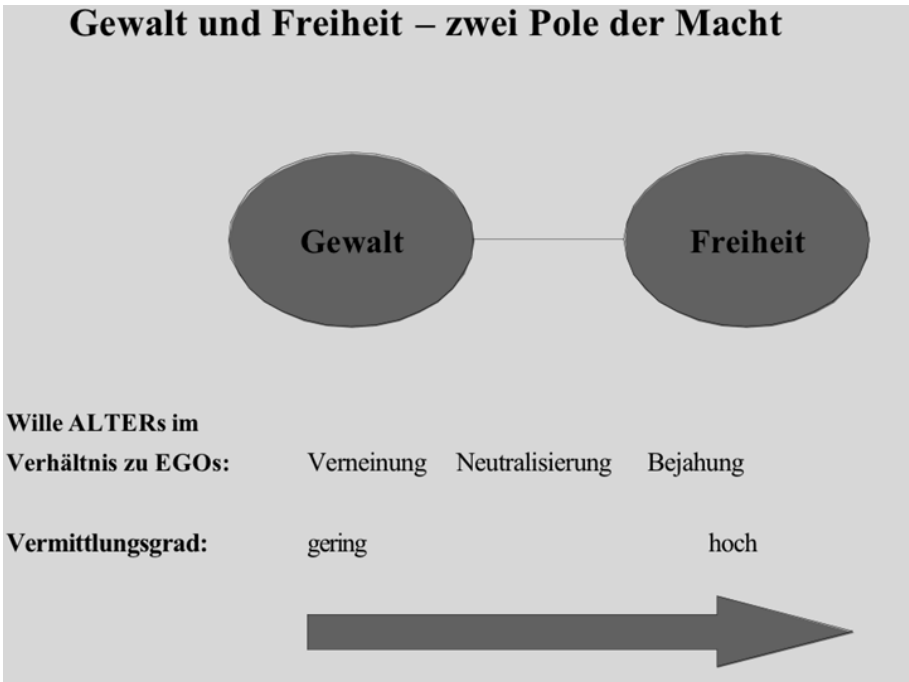 Gewalt und Freiheit – zwei Pole der Macht
Gewalt
Freiheit
Wille ALTERs im
Verhältnis zu EGOs: Verneinung Neutralisierung Bejahung
Vermittlungsgrad: gering hoch